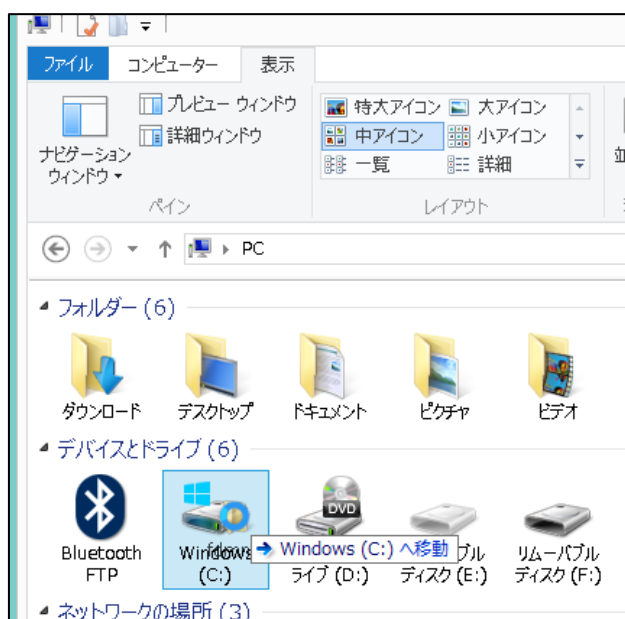 ファイル コンピューター 表示
プレビュー ウィンドウ
詳細ウィンドウ
ナビゲーション
ウィンドウ
ペイン
特大アイコン 大アイコン
中アイコン 小アイコン
一覧 詳細
レイアウト
PC
フォルダー (6)
ダウンロード デスクトップ ドキュメント ピクチャ ビデオ
デバイスとドライブ (6)
DVD
Bluetooth
FTP
Windows
(C:)
Windows (C:) へ移動
ライブ (D:)
ブル
ディスク (E:)
リムーバブル
ディスク (F:)
ネットワークの場所 (3)